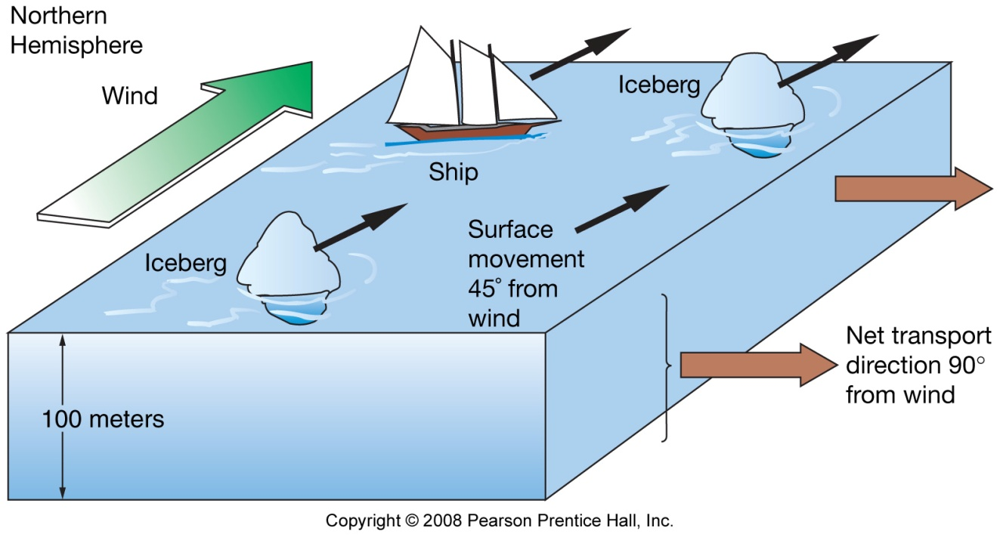 Northern
Hemisphere
Wind
Iceberg
Ship
Iceberg
Surface
movement
45° from
wind
Net transport
direction 90°
from wind
100 meters
Copyright © 2008 Pearson Prentice Hall, Inc.